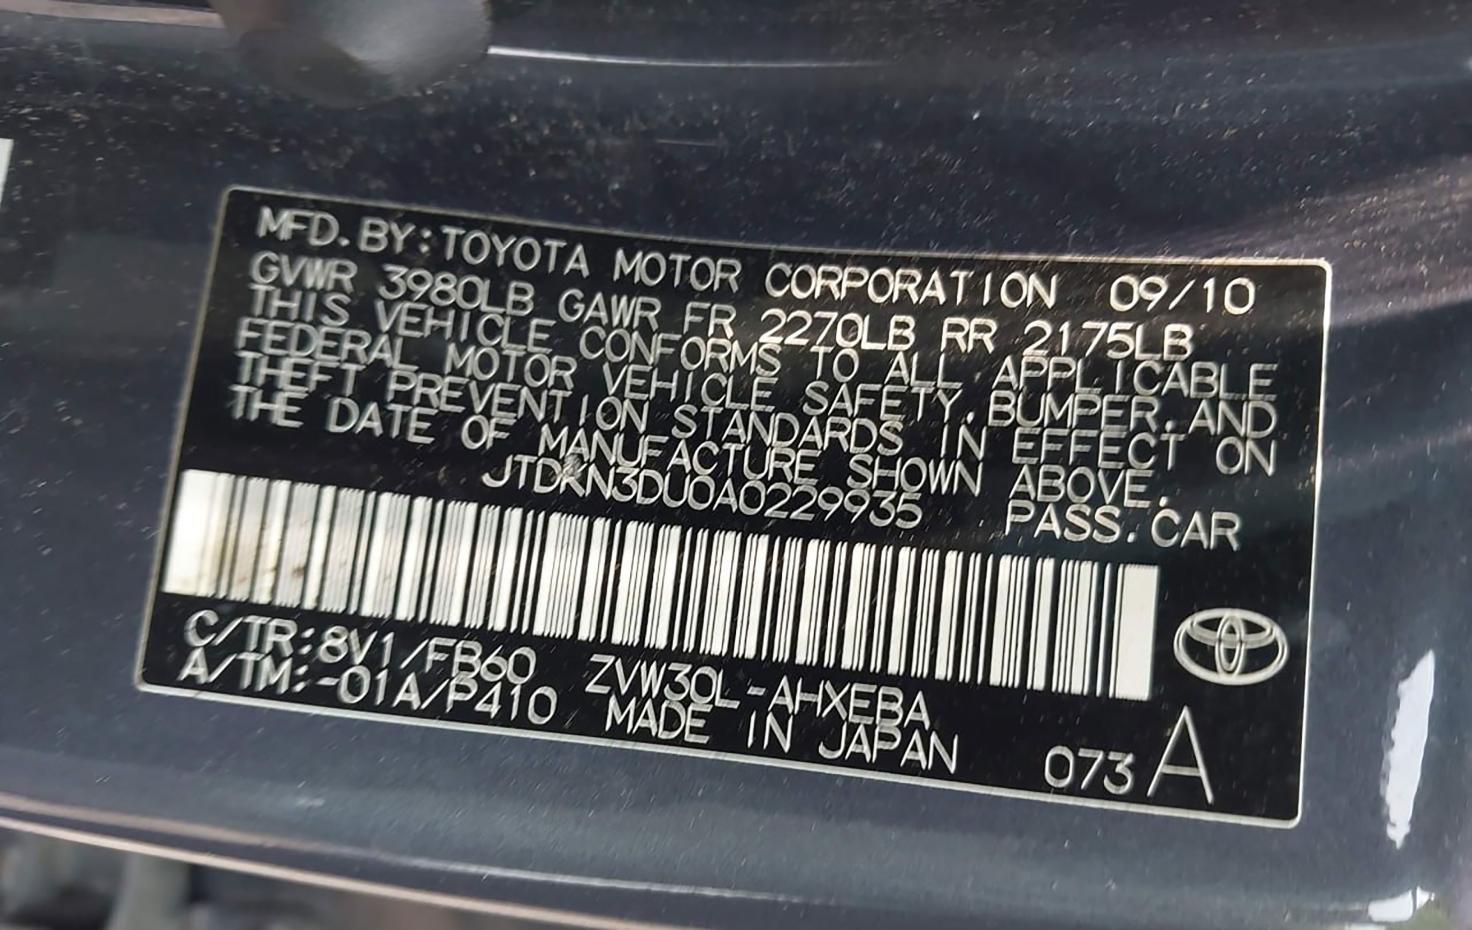 MFD.BY:TOYOTA MOTOR CORPORATION 09/10
GVWR 3980LB GAWR FR 2270LB RR 2175LB
THIS VEHICLE CONFORMS TO ALL APPLICABLE
FEDERAL MOTOR VEHICLE SAFETY,BUMPER,AND
THEFT PREVENTION STANDARDS IN EFFECT ON
THE DATE OF MANUFACTURE SHOWN ABOVE.
JTDKN3DU0A0229935 PASS.CAR
C/TR:8V1/FB60 ZVW30L-AHXEBA
A/TM:-01A/P410 MADE IN JAPAN 073 A